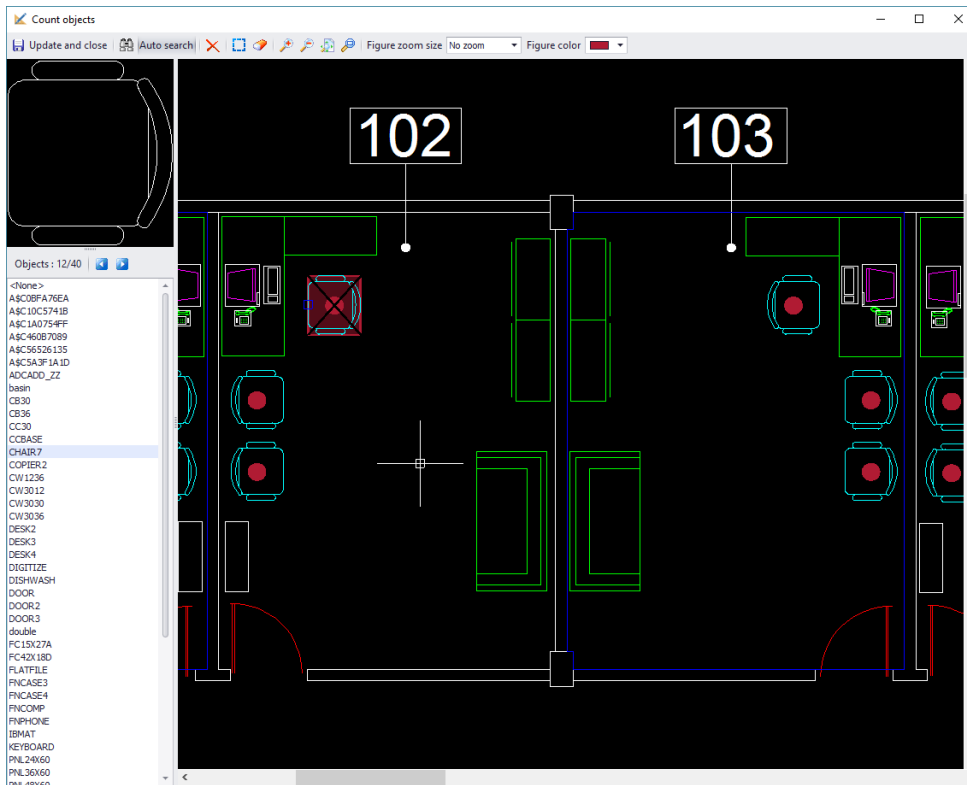 Count objects
Update and close Auto search Figure zoom size No zoom Figure color
102 103
Objects : 12/40
<None>
A$C0BFA76EA
A$C10C5741B
A$C1A0754FF
A$C460B7089
A$C56526135
A$C5A3F1A1D
ADCADD_ZZ
basin
CB30
CB36
CC30
CCBASE
CHAIR7
COPIER2
CW1236
CW3012
CW3030
CW3036
DESK2
DESK3
DESK4
DIGITIZE
DISHWASH
DOOR
DOOR2
DOOR3
double
FC15X27A
FC42X18D
FLATFILE
FNCASE3
FNCASE4
FNCOMP
FNPHONE
IBMAT
KEYBOARD
PNL24X60
PNL36X60
PNL48X60